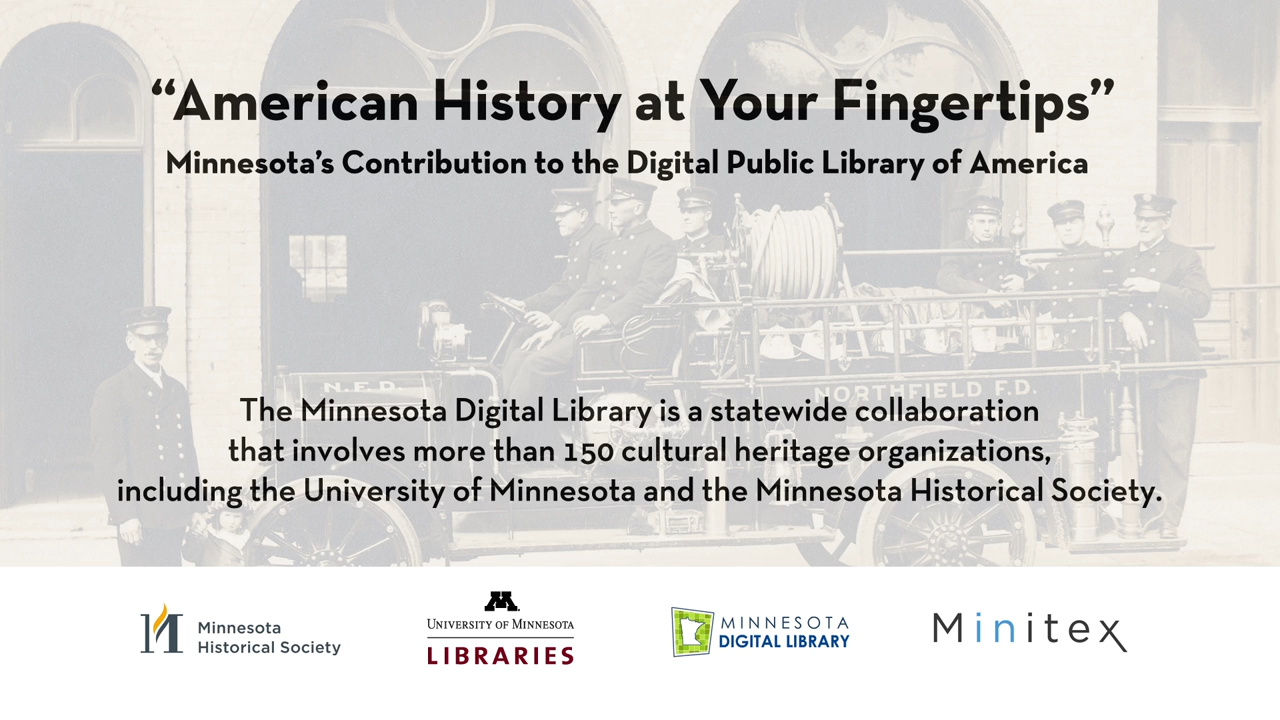 “American History at Your Fingertips”
Minnesota’s Contribution to the Digital Public Library of America
N.F.D.
NORTHFIELD F.D.
The Minnesota Digital Library is a statewide collaboration
that involves more than 150 cultural heritage organizations,
including the University of Minnesota and the Minnesota Historical Society.
Minnesota
Historical Society
M
UNIVERSITY OF MINNESOTA
LIBRARIES
MINNESOTA
DIGITAL LIBRARY
Minitex